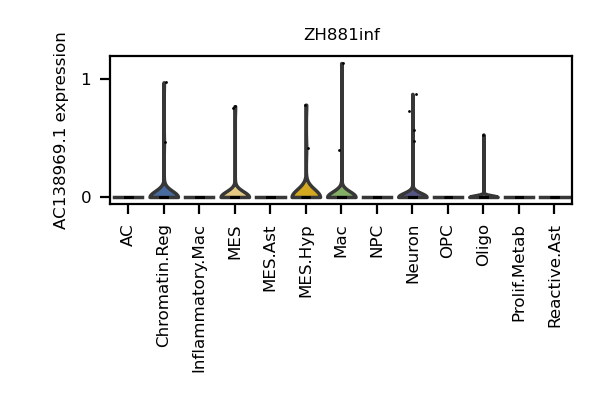 ZH881inf
AC138969.1 expression
1
0
AC
Chromatin.Reg
Inflammatory.Mac
MES
MES.Ast
MES.Hyp
Mac
NPC
Neuron
OPC
Oligo
Prolif.Metab
Reactive.Ast